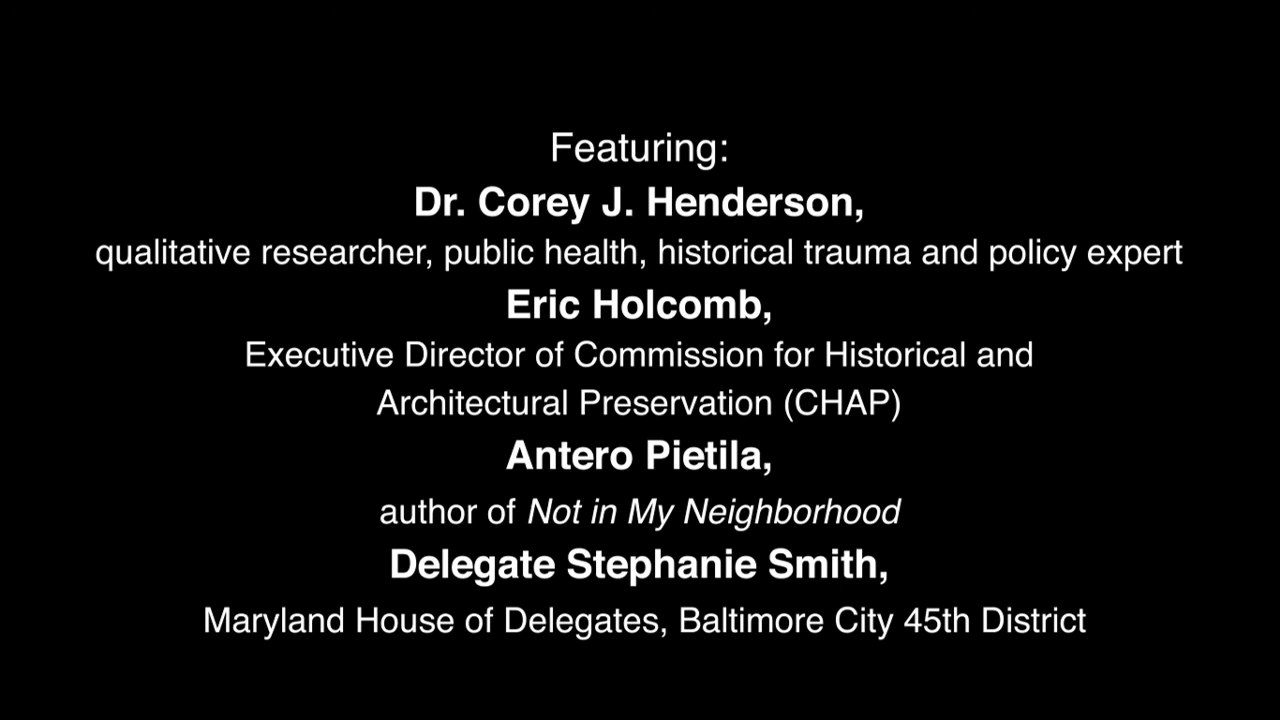 Featuring:
Dr. Corey J. Henderson,
qualitative researcher, public health, historical trauma and policy expert
Eric Holcomb,
Executive Director of Commission for Historical and
Architectural Preservation (CHAP)
Antero Pietila,
author of Not in My Neighborhood
Delegate Stephanie Smith,
Maryland House of Delegates, Baltimore City 45th District